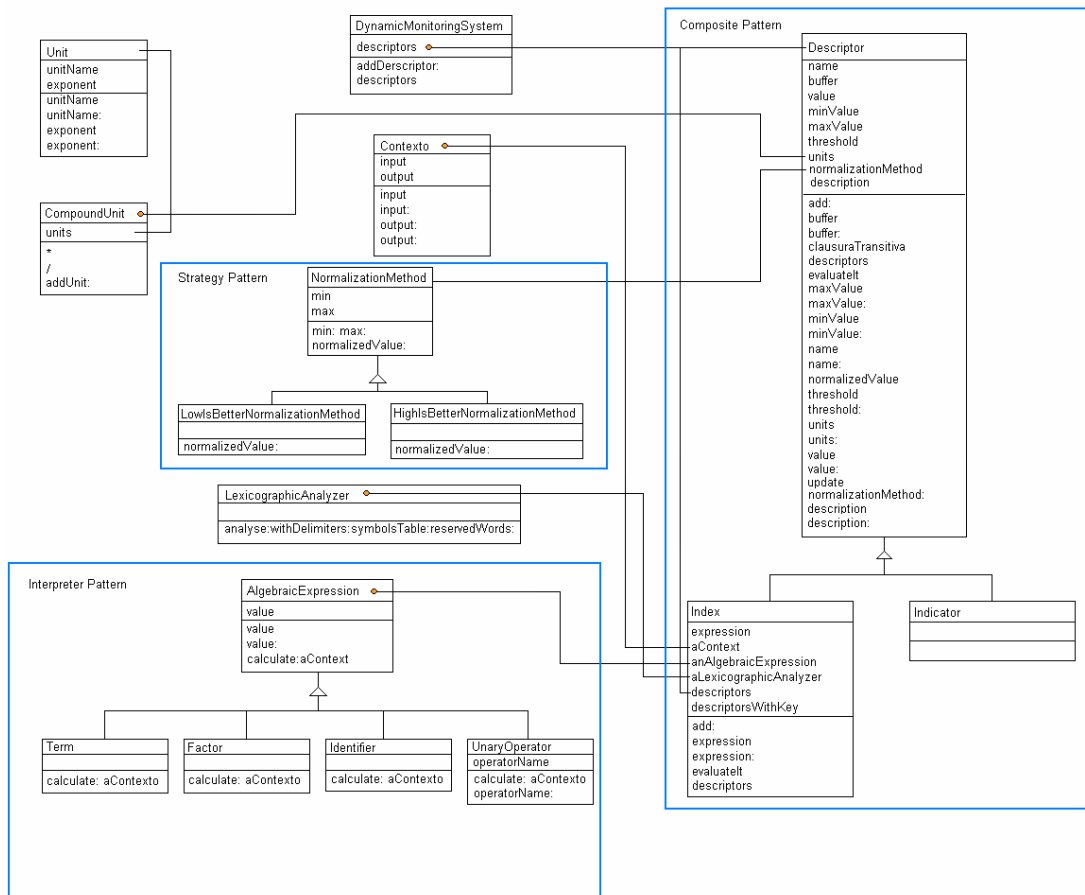 DynamicMonitoringSystem
descriptors
addDerscriptor:
descriptors
Composite Pattern
Descriptor
name
buffer
value
minValue
maxValue
threshold
units
normalizationMethod
description
add:
buffer
buffer:
clausuraTransitiva
descriptors
evaluateIt
maxValue
maxValue:
minValue
minValue:
name
name:
normalizedValue
threshold
threshold:
units
units:
value
value:
update
normalizationMethod:
description
description:
Unit
unitName
exponent
unitName
unitName:
exponent
exponent:
Contexto
input
output
input
input:
output:
output:
CompoundUnit
units
*
/
addUnit:
Strategy Pattern
NormalizationMethod
min
max
min: max:
normalizedValue:
LowIsBetterNormalizationMethod
normalizedValue:
HighIsBetterNormalizationMethod
normalizedValue:
LexicographicAnalyzer
analyse:withDelimiters:symbolsTable:reservedWords:
Interpreter Pattern
AlgebraicExpression
value
value
value:
calculate:aContext
Term
calculate: aContexto
Factor
calculate: aContexto
Identifier
calculate: aContexto
UnaryOperator
operatorName
calculate: aContexto
operatorName:
Index
expression
aContext
anAlgebraicExpression
aLexicographicAnalyzer
descriptors
descriptorsWithKey
add:
expression
expression:
evaluateIt
descriptors
Indicator